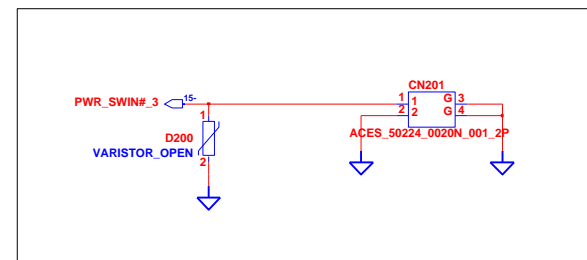 CN201
PWR_SWIN#_3 15-
1 1 G 3
2 2 G 4
1
D200
ACES_50224_0020N_001_2P
VARISTOR_OPEN
2